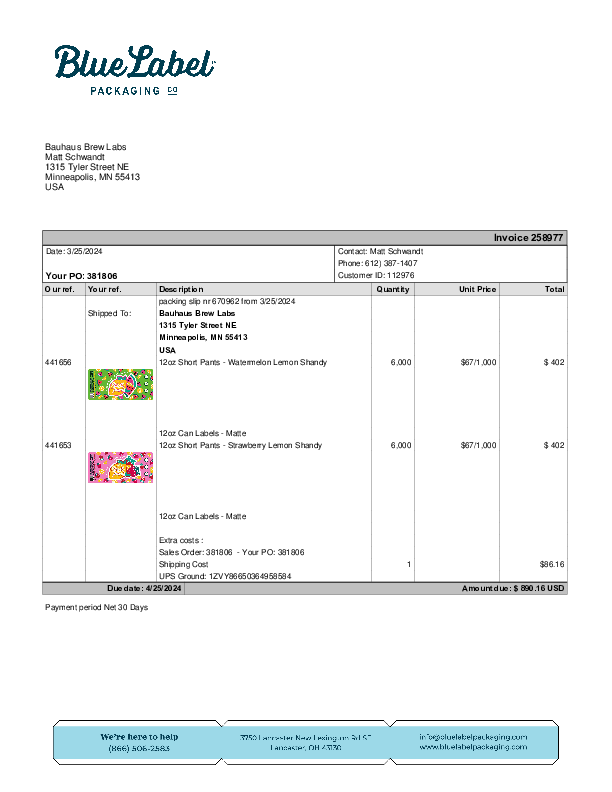 Blue Label
PACKAGING CO
Bauhaus Brew Labs
Matt Schwandt
1315 Tyler Street NE
Minneapolis, MN 55413
USA
Invoice 258977
Date: 3/25/2024
Contact: Matt Schwandt
Phone: 612) 387-1407
Your PO: 381806
Customer ID: 112976
Our ref. Your ref. Description Quantity Unit Price Total
packing slip nr 670962 from 3/25/2024
Shipped To: Bauhaus Brew Labs
1315 Tyler Street NE
Minneapolis, MN 55413
USA
441656 12oz Short Pants - Watermelon Lemon Shandy 6,000 $67/1,000 $ 402
12oz Can Labels - Matte
441653 12oz Short Pants - Strawberry Lemon Shandy 6,000 $67/1,000 $ 402
12oz Can Labels - Matte
Extra costs :
Sales Order: 381806 - Your PO: 381806
Shipping Cost 1 $86.16
UPS Ground: 1ZVY86650364958584
Due date: 4/25/2024 Amount due: $ 890.16 USD
Payment period Net 30 Days
We're here to help
(866) 506-2583
3750 Lancaster New Lexington Rd SE
Lancaster, OH 43130
info@bluelabelpackaging.com
www.bluelabelpackaging.com